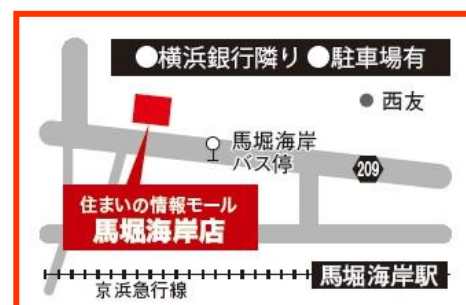 ●横浜銀行隣り ●駐車場有
西友
馬堀海岸
バス停
209
住まいの情報モール
馬堀海岸店
馬堀海岸駅
京浜急行線